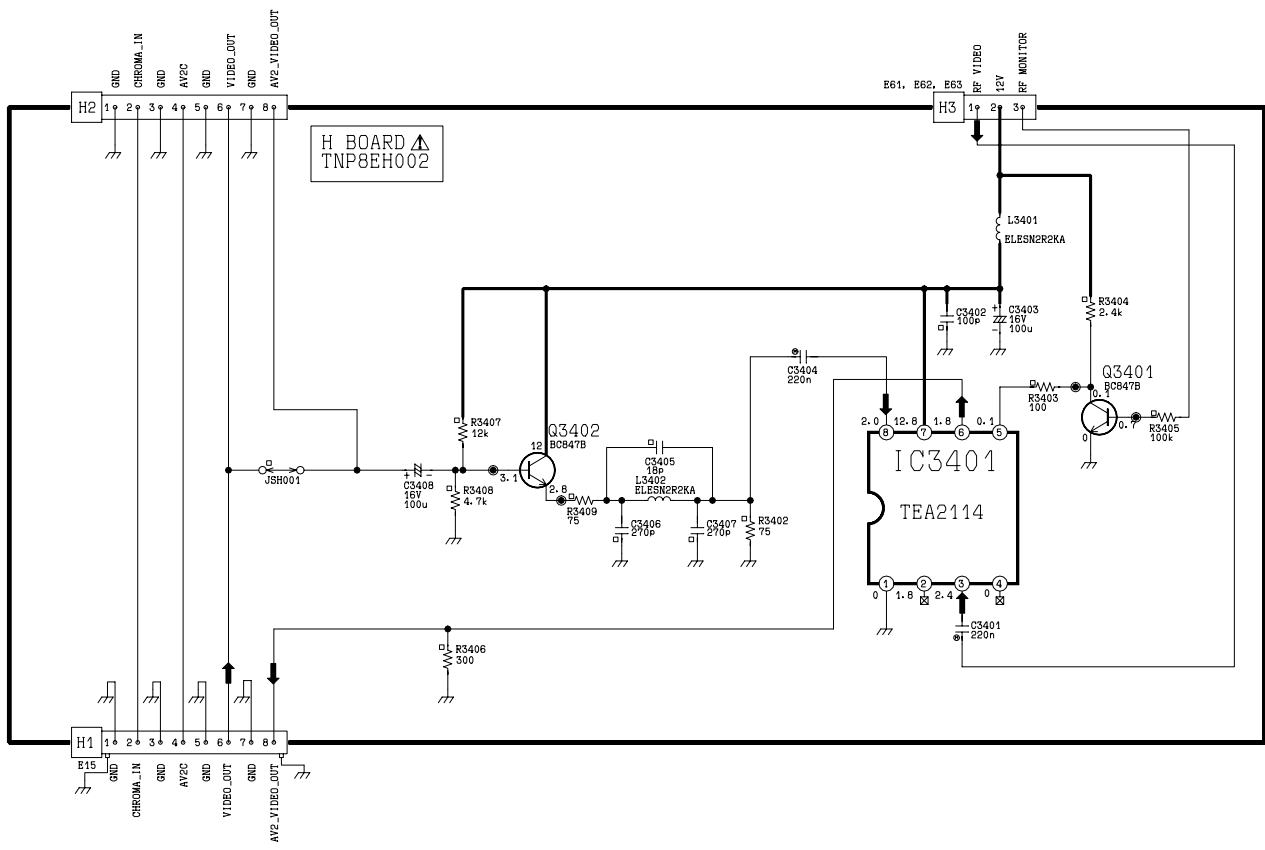 GND
CHROMA_IN
GND
AV2C
GND
VIDEO_OUT
GND
AV2_VIDEO_OUT
H2
1 2 3 4 5 6 7 8
RF VIDEO
12V
RF MONITOR
E61, E62, E63
H3
1 2 3
H BOARD
TNP8EH002
L3401
ELESN2R2KA
C3402
100p
+
C3403
16V
-
100u
R3404
2.4k
C3404
220n
Q3401
BC847B
0.1
R3403
100
0.7
R3405
100k
0
R3407
12k
Q3402
12
BC847B
3.1
2.8
JSH001
+
-
C3408
16V
100u
R3408
4.7k
R3409
75
C3405
18p
L3402
ELESN2R2KA
C3406
270p
C3407
270p
R3402
75
2.0
12.8
1.8
0.1
8 7 6 5
IC3401
TEA2114
1 2 3 4
0
1.8
2.4
0
C3401
220n
R3406
300
H1
1 2 3 4 5 6 7 8
E15
GND
CHROMA_IN
GND
AV2C
GND
VIDEO_OUT
GND
AV2_VIDEO_OUT